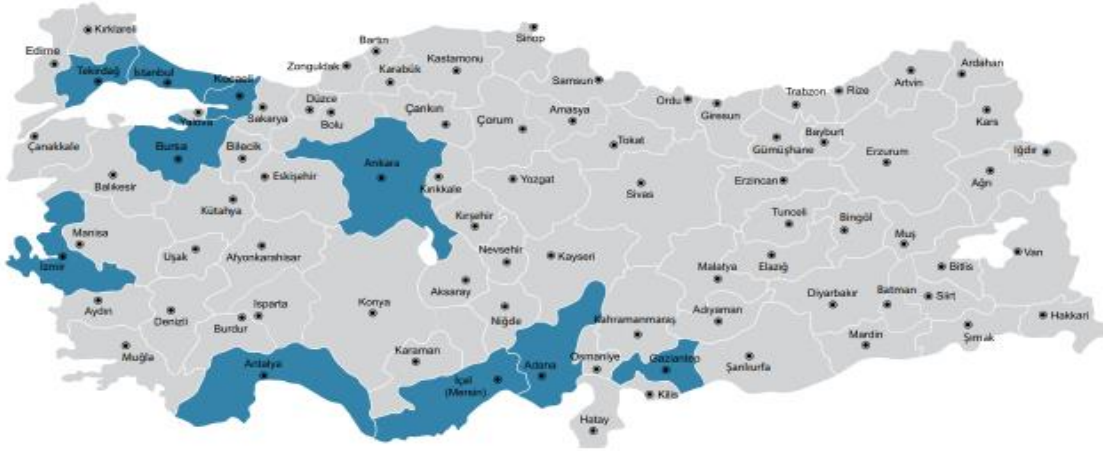 Kırklareli
Edirne
Tekirdağ
İstanbul
Kocaeli
Yalova
Sakarya
Düzce
Bolu
Zonguldak
Bartın
Karabük
Kastamonu
Sinop
Çankırı
Samsun
Amasya
Çorum
Ordu
Giresun
Trabzon
Rize
Artvin
Ardahan
Kars
Iğdır
Ağrı
Erzurum
Bayburt
Gümüşhane
Tokat
Sivas
Erzincan
Çanakkale
Bursa
Bilecik
Balıkesir
Eskişehir
Kütahya
Ankara
Kırıkkale
Yozgat
Kırşehir
Nevsehir
Kayseri
Manisa
İzmir
Uşak
Afyonkarahisar
Aksaray
Niğde
Konya
Aydın
Denizli
Isparta
Burdur
Muğla
Antalya
Karaman
İçel
(Mersin)
Adana
Osmaniye
Kahramanmaraş
Gaziantep
Kilis
Hatay
Malatya
Adıyaman
Şanlıurfa
Tunceli
Elazığ
Bingöl
Muş
Diyarbakır
Batman
Mardin
Bitlis
Siirt
Van
Şırnak
Hakkari